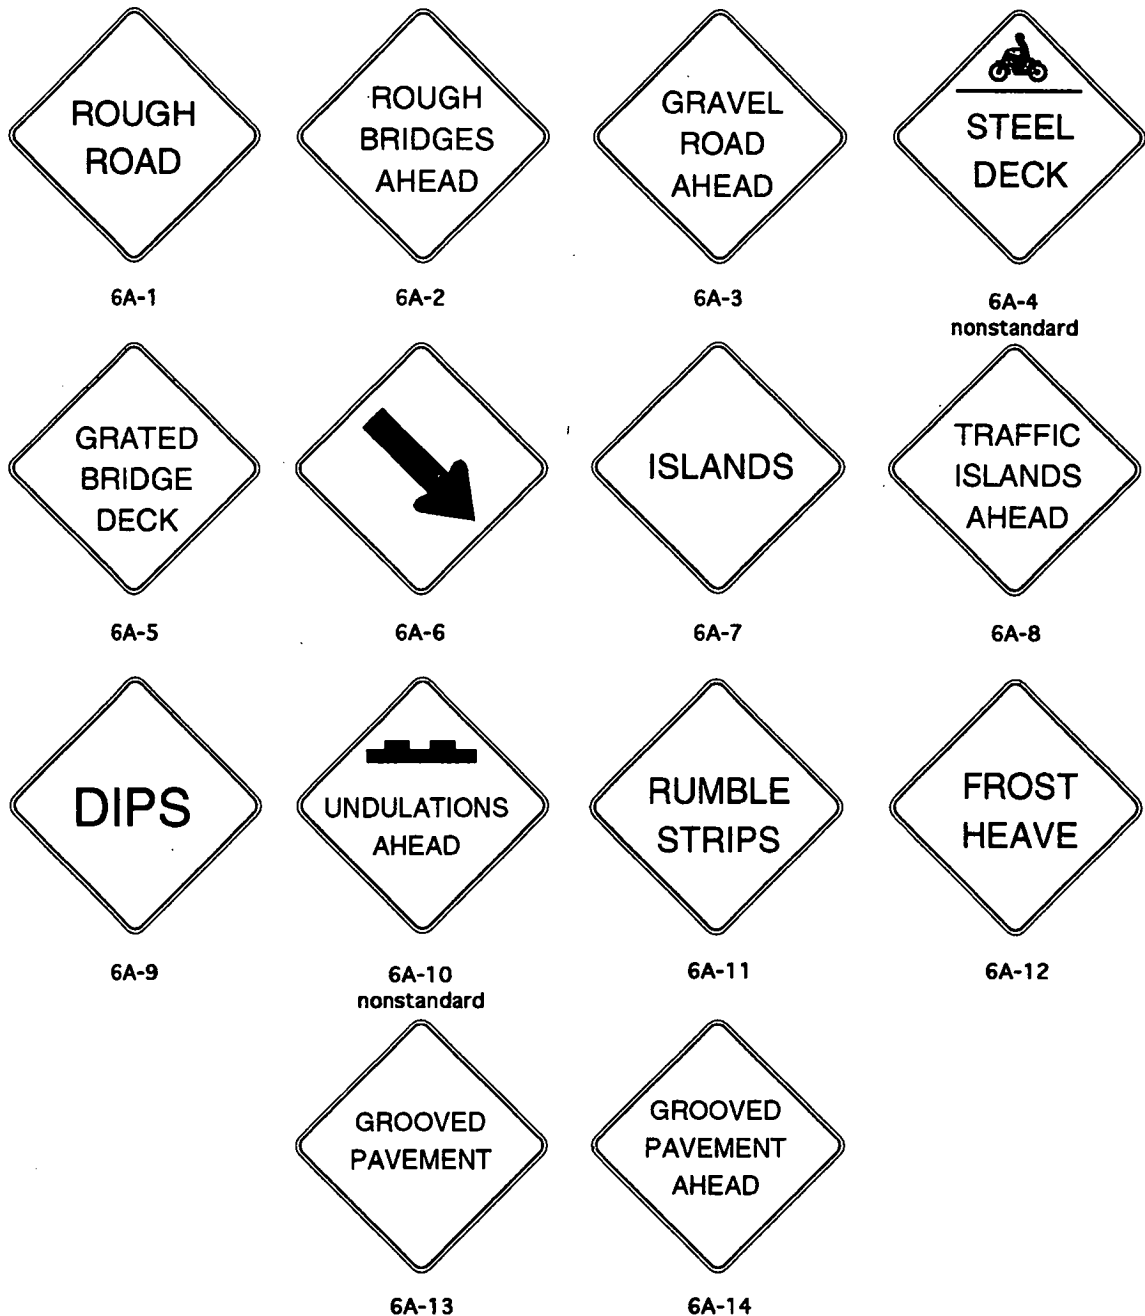 ROUGH
ROAD
6A-1
ROUGH
BRIDGES
AHEAD
6A-2
GRAVEL
ROAD
AHEAD
6A-3
STEEL
DECK
6A-4
nonstandard
GRATED
BRIDGE
DECK
6A-5
6A-6
ISLANDS
6A-7
TRAFFIC
ISLANDS
AHEAD
6A-8
DIPS
6A-9
UNDULATIONS
AHEAD
6A-10
nonstandard
RUMBLE
STRIPS
6A-11
FROST
HEAVE
6A-12
GROOVED
PAVEMENT
6A-13
GROOVED
PAVEMENT
AHEAD
6A-14